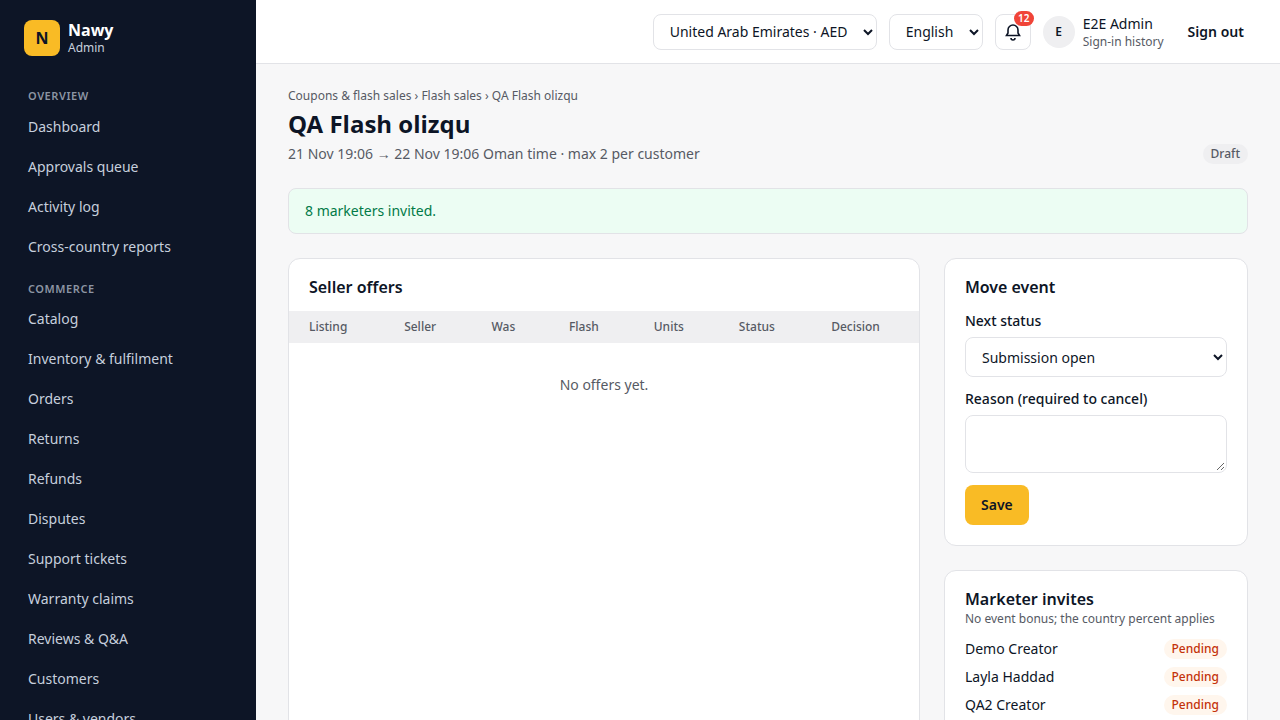 N
Nawy
Admin
OVERVIEW
Dashboard
Approvals queue
Activity log
Cross-country reports
COMMERCE
Catalog
Inventory & fulfilment
Orders
Returns
Refunds
Disputes
Support tickets
Warranty claims
Reviews & Q&A
Customers
Users & vendors
United Arab Emirates · AED
English
12
E
E2E Admin
Sign-in history
Sign out
Coupons & flash sales › Flash sales › QA Flash olizqu
QA Flash olizqu
21 Nov 19:06 → 22 Nov 19:06 Oman time · max 2 per customer
Draft
8 marketers invited.
Seller offers
Listing Seller Was Flash Units Status Decision
No offers yet.
Move event
Next status
Submission open
Reason (required to cancel)
Save
Marketer invites
No event bonus; the country percent applies
Demo Creator Pending
Layla Haddad Pending
QA2 Creator Pending